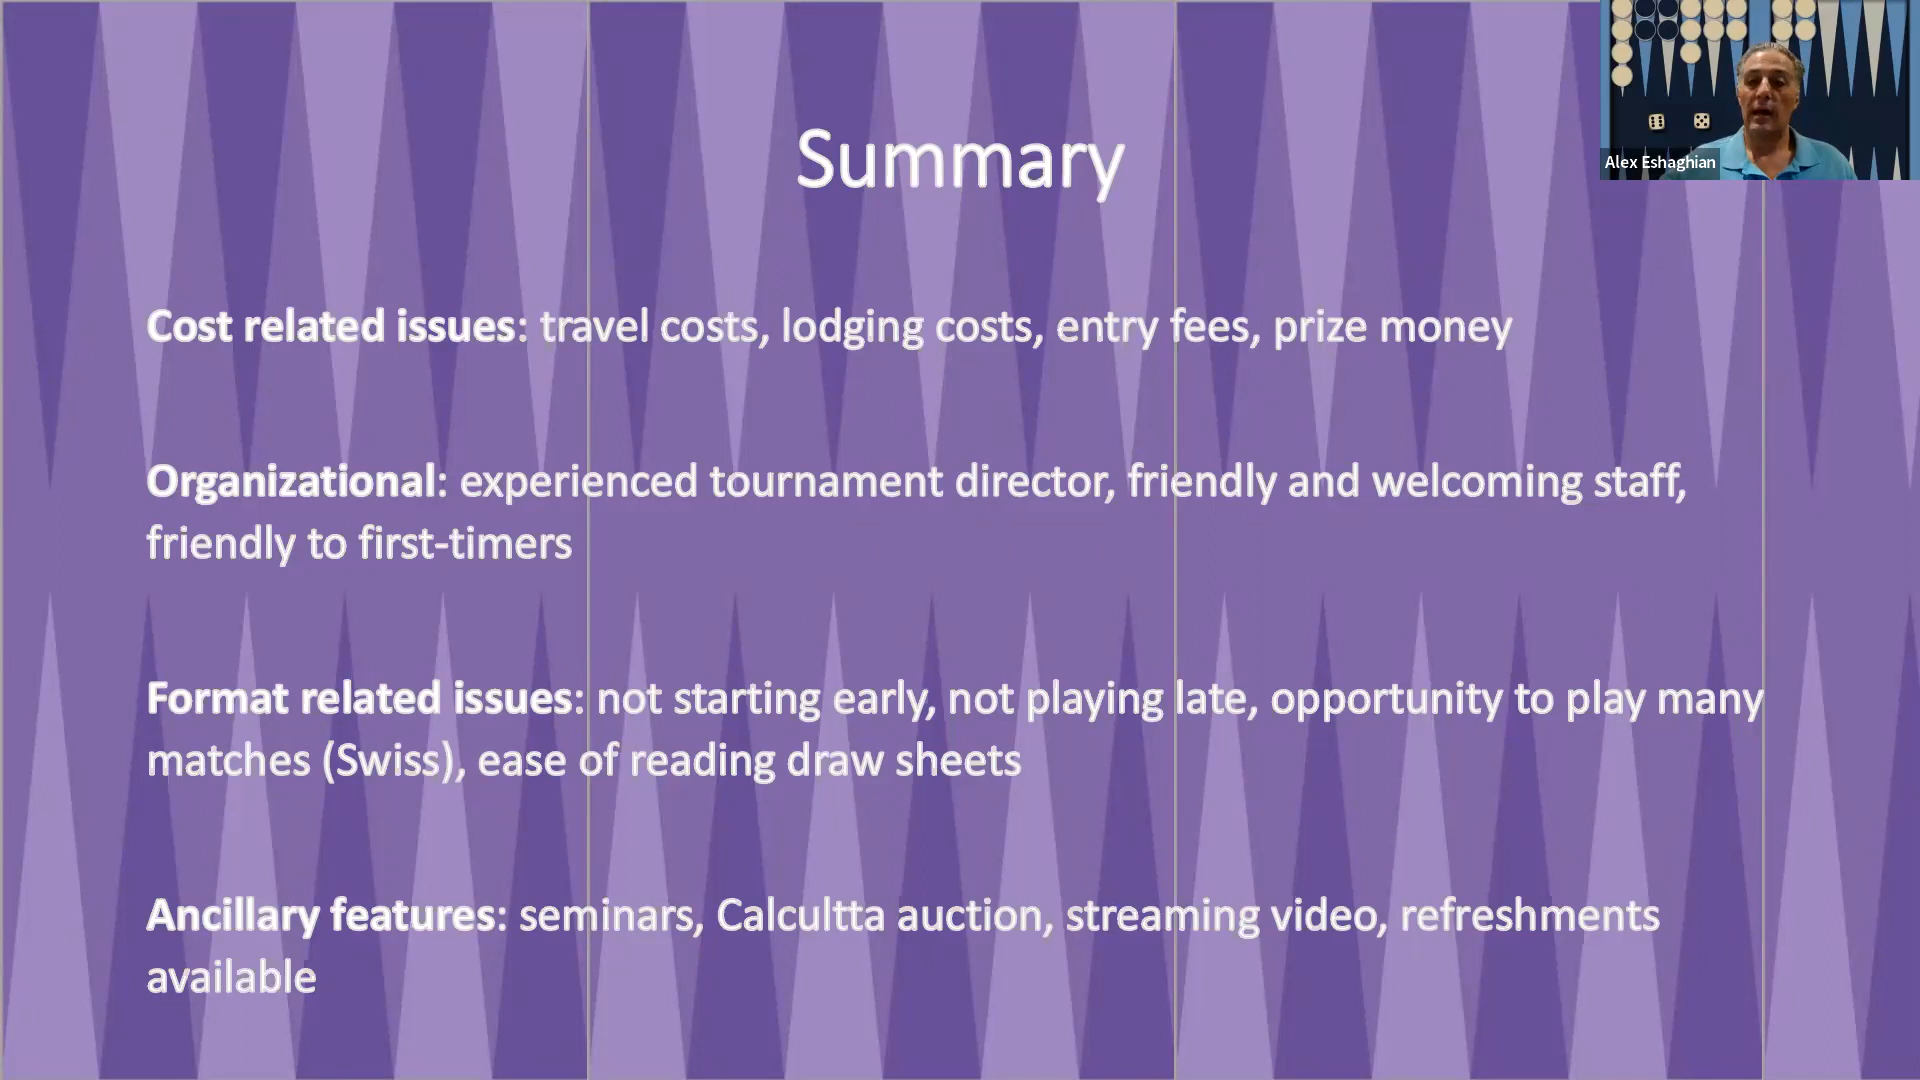 Summary
Alex Eshaghian
Cost related issues: travel costs, lodging costs, entry fees, prize money
Organizational: experienced tournament director, friendly and welcoming staff,
friendly to first-timers
Format related issues: not starting early, not playing late, opportunity to play many
matches (Swiss), ease of reading draw sheets
Ancillary features: seminars, Calcultta auction, streaming video, refreshments
available